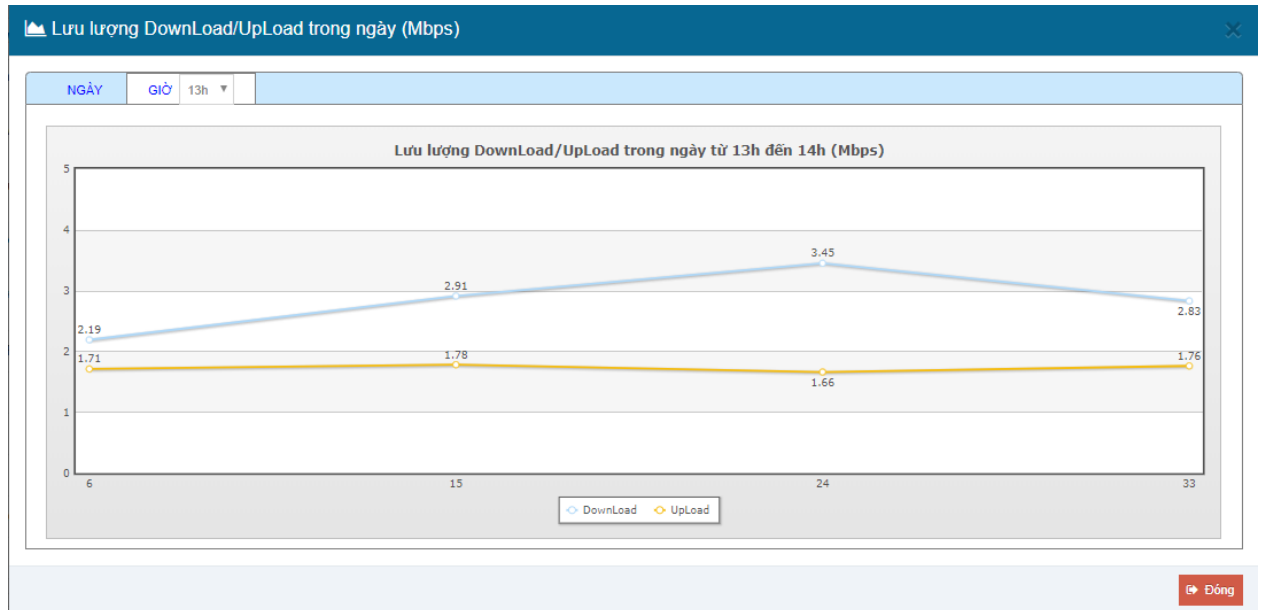 Lưu lượng DownLoad/UpLoad trong ngày (Mbps)
NGÀY GIỜ 13h
Lưu lượng DownLoad/UpLoad trong ngày từ 13h đến 14h (Mbps)
5
4
3.45
2.91
3
2.83
2.19
2
1.71 1.78 1.76
1.66
1
0
6 15 24 33
DownLoad UpLoad
Đóng